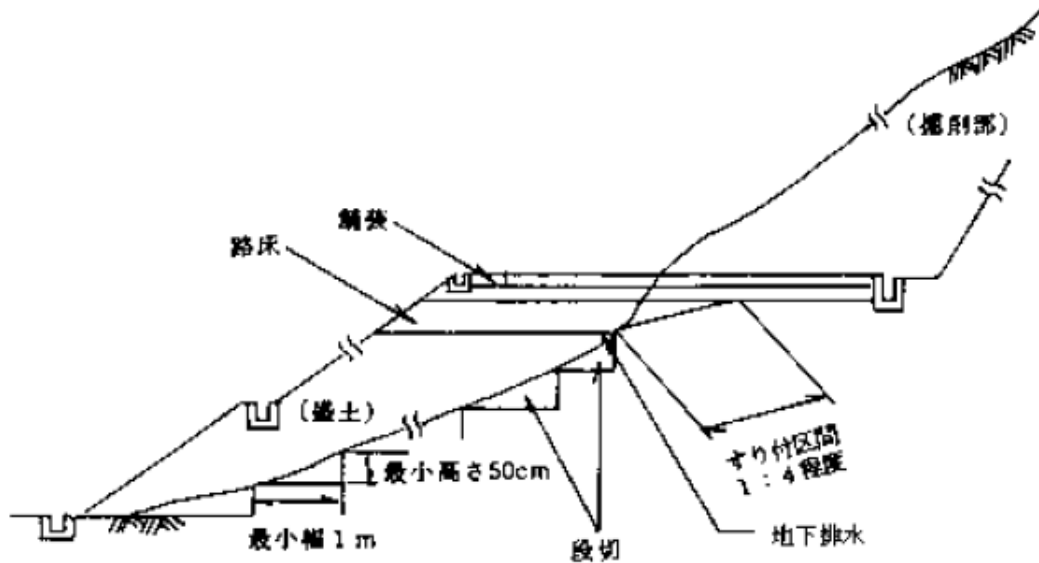 (掘削部)
舗装
路床
(盛土)
最小高さ50cm
最小幅1m
すり付区間
1:4程度
段切
地下排水